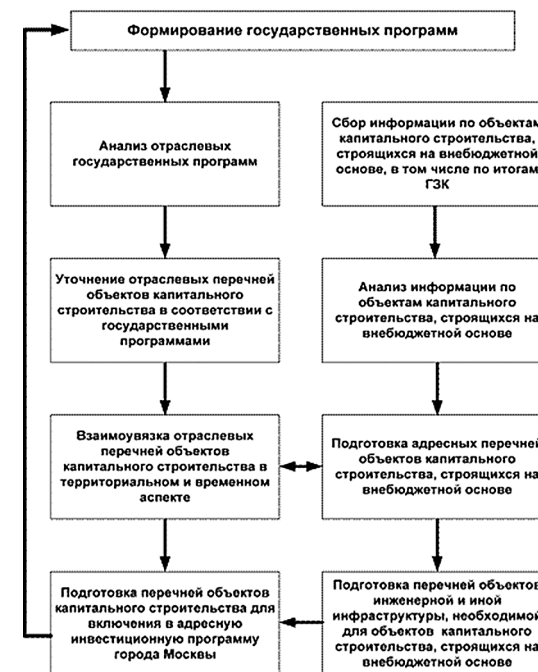 Формирование государственных программ
Анализ отраслевых
государственных программ
Сбор информации по объектам
капитального строительства,
строящихся на внебюджетной
основе, в том числе по итогам
ГЗК
Уточнение отраслевых перечней
объектов капитального
строительства в соответствии с
государственными
программами
Анализ информации по
объектам капитального
строительства, строящихся на
внебюджетной основе
Взаимоувязка отраслевых
перечней объектов
капитального строительства в
территориальном и временном
аспекте
Подготовка адресных перечней
объектов капитального
строительства, строящихся на
внебюджетной основе
Подготовка перечней объектов
капитального строительства для
включения в адресную
инвестиционную программу
города Москвы
Подготовка перечней объектов
инженерной и иной
инфраструктуры, необходимой
для объектов капитального
строительства, строящихся на
внебюджетной основе